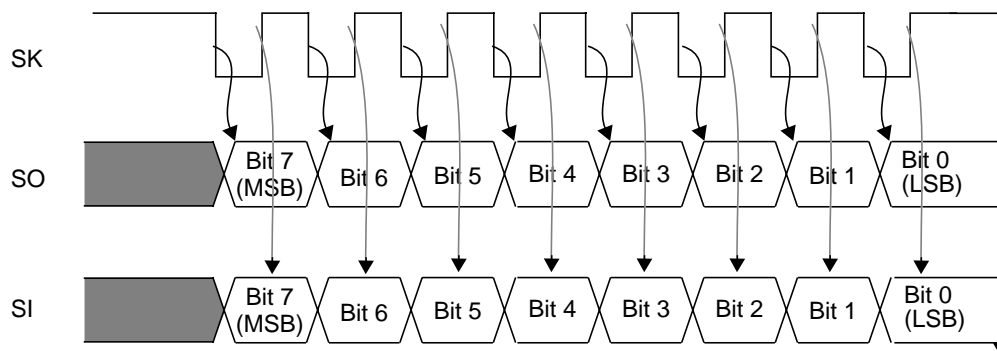 SK
SO
Bit 7
(MSB)
Bit 6
Bit 5
Bit 4
Bit 3
Bit 2
Bit 1
Bit 0
(LSB)
SI
Bit 7
(MSB)
Bit 6
Bit 5
Bit 4
Bit 3
Bit 2
Bit 1
Bit 0
(LSB)